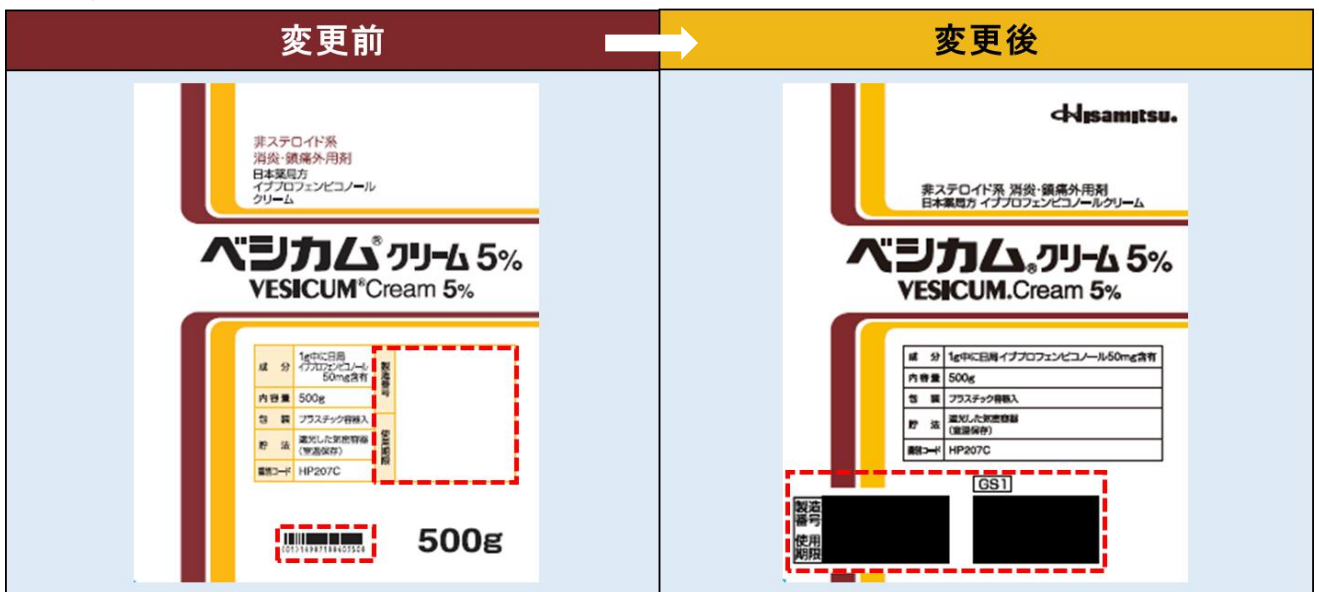 変更前
変更後
非ステロイド系
消炎・鎮痛外用剤
日本薬局方
イブプロフェンピコノール
クリーム
ベシカム®クリーム 5%
VESICUM®Cream 5%
成 分 1g中に日局
イブプロフェンピコノール
50mg含有
内容量 500g
包 装 プラスチック容器入
貯 法 遮光した気密容器
(室温保存)
識別コード HP207C
製造番号
使用期限
500g
Hisamitsu.
非ステロイド系 消炎・鎮痛外用剤
日本薬局方 イブプロフェンピコノールクリーム
ベシカム®クリーム 5%
VESICUM.Cream 5%
成 分 1g中に日局イブプロフェンピコノール50mg含有
内容量 500g
包 装 プラスチック容器入
貯 法 遮光した気密容器
(室温保存)
識別コード HP207C
GS1
製造
番号
使用
期限